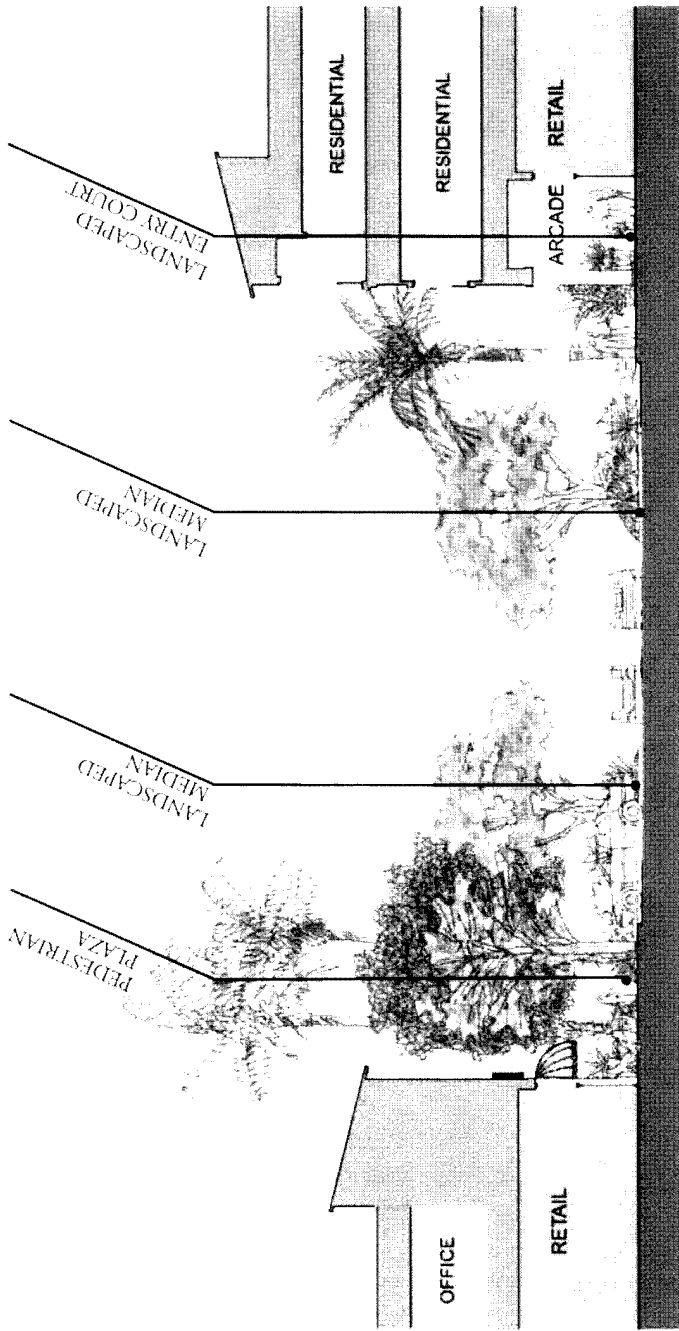 PEDESTRIAN
PLAZA
LANDSCAPED
MEDIAN
LANDSCAPED
MEDIAN
LANDSCAPED
ENTRY COURT
OFFICE
RETAIL
RESIDENTIAL
RESIDENTIAL
ARCADE
RETAIL